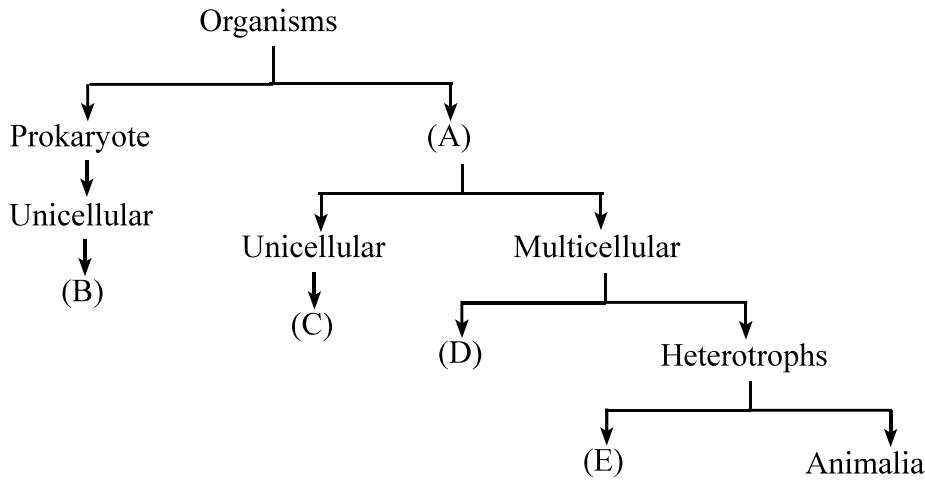 Organisms
Prokaryote
(A)
Unicellular
Unicellular
Multicellular
(B)
(C)
(D)
Heterotrophs
(E)
Animalia